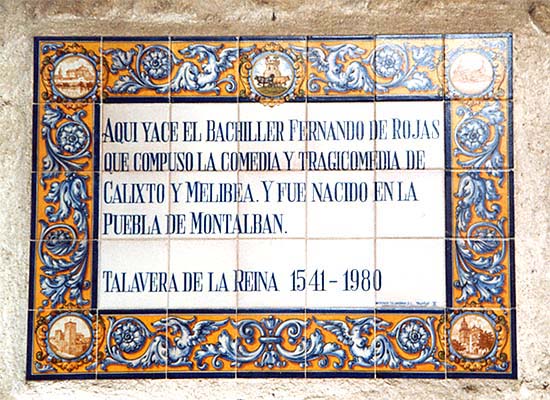 AQUI YACE EL BACHILLER FERNANDO DE ROJAS
QUE COMPUSO LA COMEDIA Y TRAGICOMEDIA DE
CALIXTO Y MELIBEA. Y FUE NACIDO EN LA
PUEBLA DE MONTALBAN.
TALAVERA DE LA REINA 1541-1980